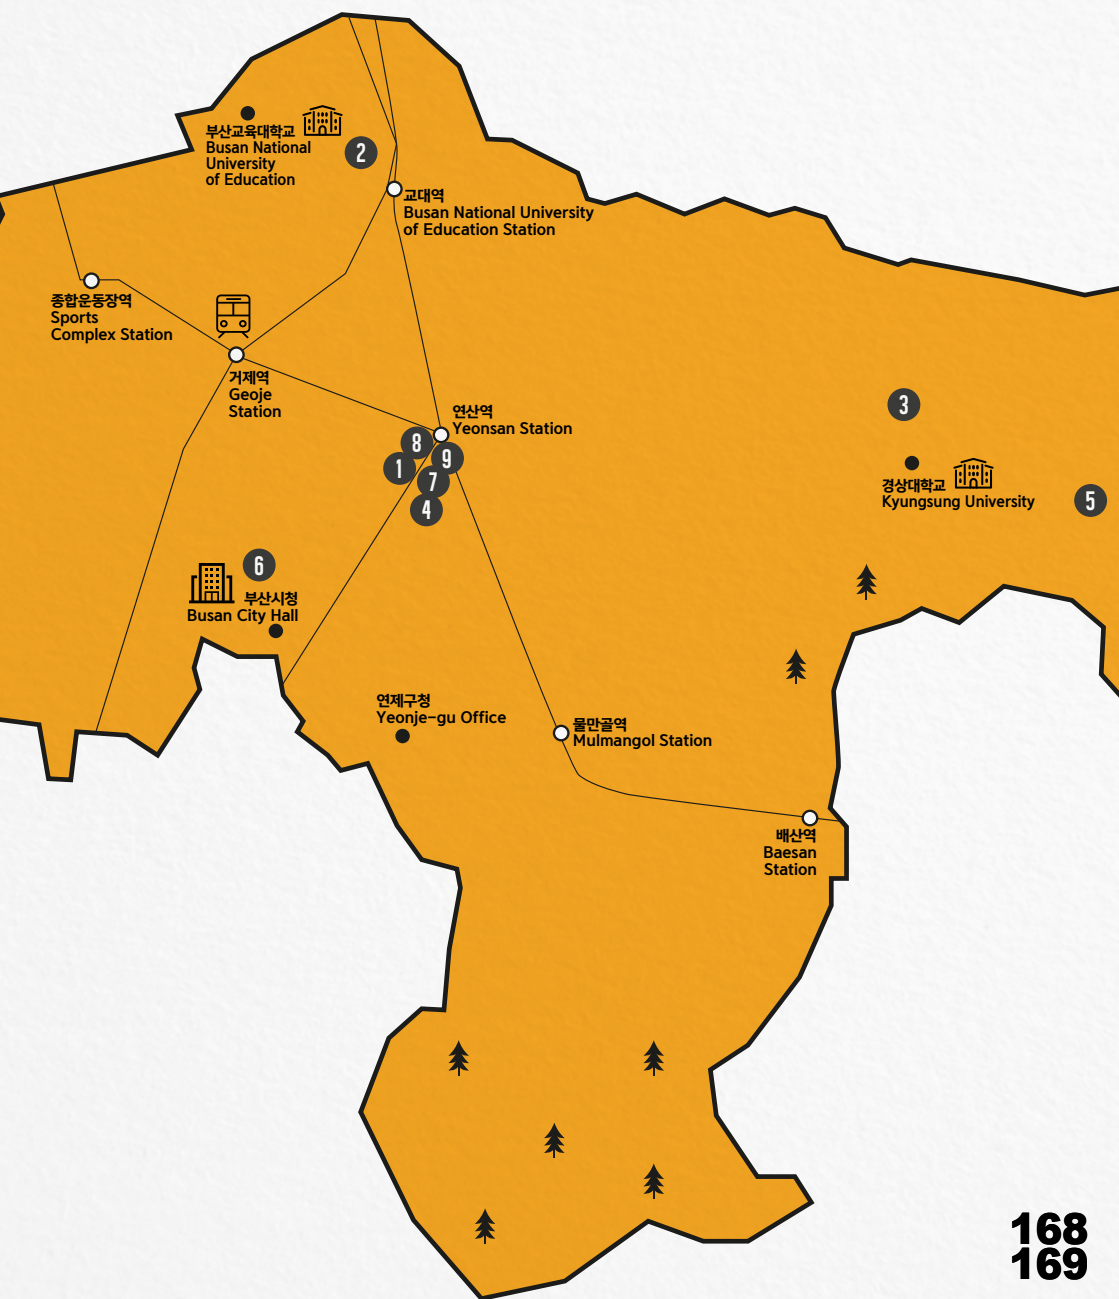 부산교육대학교
Busan National
University
of Education
2
교대역
Busan National University
of Education Station
종합운동장역
Sports
Complex Station
거제역
Geoje
Station
연산역
Yeonsan Station
8
9
1
7
4
3
경상대학교
Kyungsung University
5
6
부산시청
Busan City Hall
연제구청
Yeonje-gu Office
물만골역
Mulmangol Station
배산역
Baesan
Station
168
169